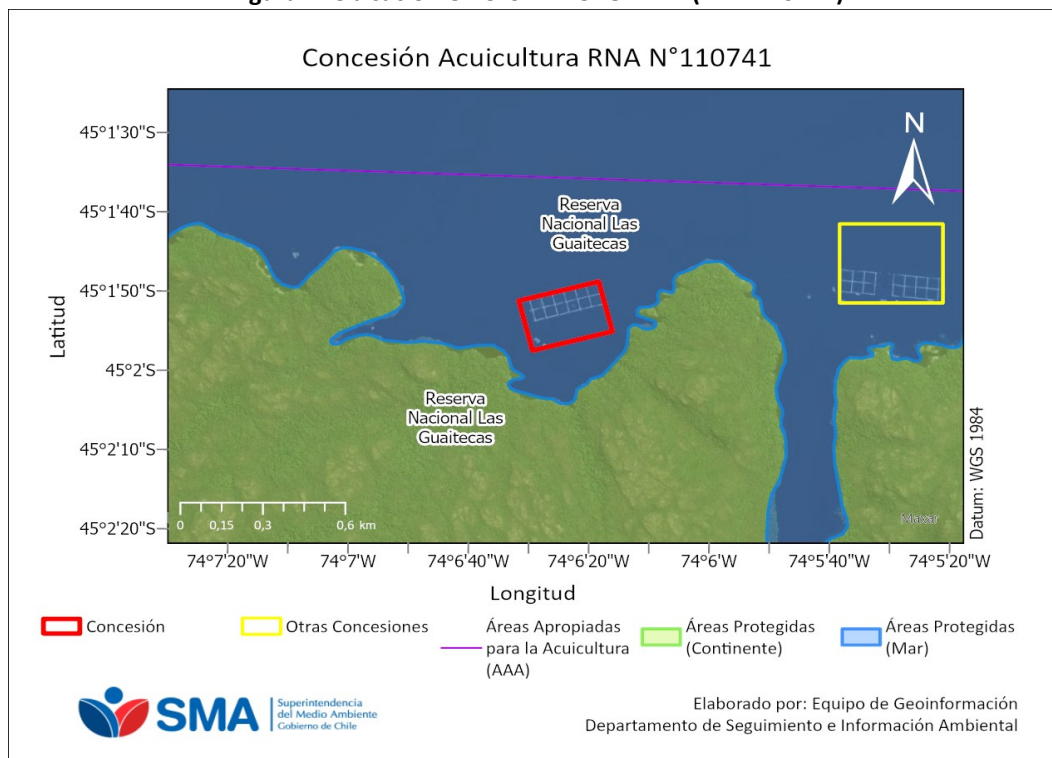 Concesión Acuicultura RNA N°110741
N
45°1'30"S
45°1'40"S
45°1'50"S
45°2'S
45°2'10"S
45°2'20"S
Latitud
Reserva
Nacional Las
Guaitecas
Reserva
Nacional Las
Guaitecas
0 0,15 0,3 0,6 km
Maxar
Datum: WGS 1984
74°7'20"W 74°7'W 74°6'40"W 74°6'20"W 74°6'W 74°5'40"W 74°5'20"W
Longitud
Concesión
Otras Concesiones
Áreas Apropiadas
para la Acuicultura
(AAA)
Áreas Protegidas
(Continente)
Áreas Protegidas
(Mar)
SMA
Superintendencia
del Medio Ambiente
Gobierno de Chile
Elaborado por: Equipo de Geoinformación
Departamento de Seguimiento e Información Ambiental